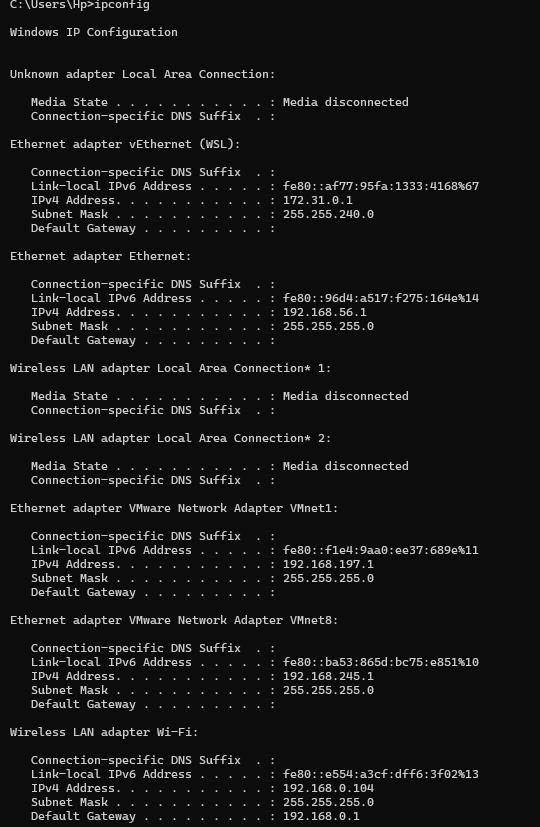 C:\Users\Hp>ipconfig
Windows IP Configuration
Unknown adapter Local Area Connection:
   Media State . . . . . . . . . . . : Media disconnected
   Connection-specific DNS Suffix  . :
Ethernet adapter vEthernet (WSL):
   Connection-specific DNS Suffix  . :
   Link-local IPv6 Address . . . . . : fe80::af77:95fa:1333:4168%67
   IPv4 Address. . . . . . . . . . . : 172.31.0.1
   Subnet Mask . . . . . . . . . . . : 255.255.240.0
   Default Gateway . . . . . . . . . :
Ethernet adapter Ethernet:
   Connection-specific DNS Suffix  . :
   Link-local IPv6 Address . . . . . : fe80::96d4:a517:f275:164e%14
   IPv4 Address. . . . . . . . . . . : 192.168.56.1
   Subnet Mask . . . . . . . . . . . : 255.255.255.0
   Default Gateway . . . . . . . . . :
Wireless LAN adapter Local Area Connection* 1:
   Media State . . . . . . . . . . . : Media disconnected
   Connection-specific DNS Suffix  . :
Wireless LAN adapter Local Area Connection* 2:
   Media State . . . . . . . . . . . : Media disconnected
   Connection-specific DNS Suffix  . :
Ethernet adapter VMware Network Adapter VMnet1:
   Connection-specific DNS Suffix  . :
   Link-local IPv6 Address . . . . . : fe80::f1e4:9aa0:ee37:689e%11
   IPv4 Address. . . . . . . . . . . : 192.168.197.1
   Subnet Mask . . . . . . . . . . . : 255.255.255.0
   Default Gateway . . . . . . . . . :
Ethernet adapter VMware Network Adapter VMnet8:
   Connection-specific DNS Suffix  . :
   Link-local IPv6 Address . . . . . : fe80::ba53:865d:bc75:e851%10
   IPv4 Address. . . . . . . . . . . : 192.168.245.1
   Subnet Mask . . . . . . . . . . . : 255.255.255.0
   Default Gateway . . . . . . . . . :
Wireless LAN adapter Wi-Fi:
   Connection-specific DNS Suffix  . :
   Link-local IPv6 Address . . . . . : fe80::e554:a3cf:dff6:3f02%13
   IPv4 Address. . . . . . . . . . . : 192.168.0.104
   Subnet Mask . . . . . . . . . . . : 255.255.255.0
   Default Gateway . . . . . . . . . : 192.168.0.1